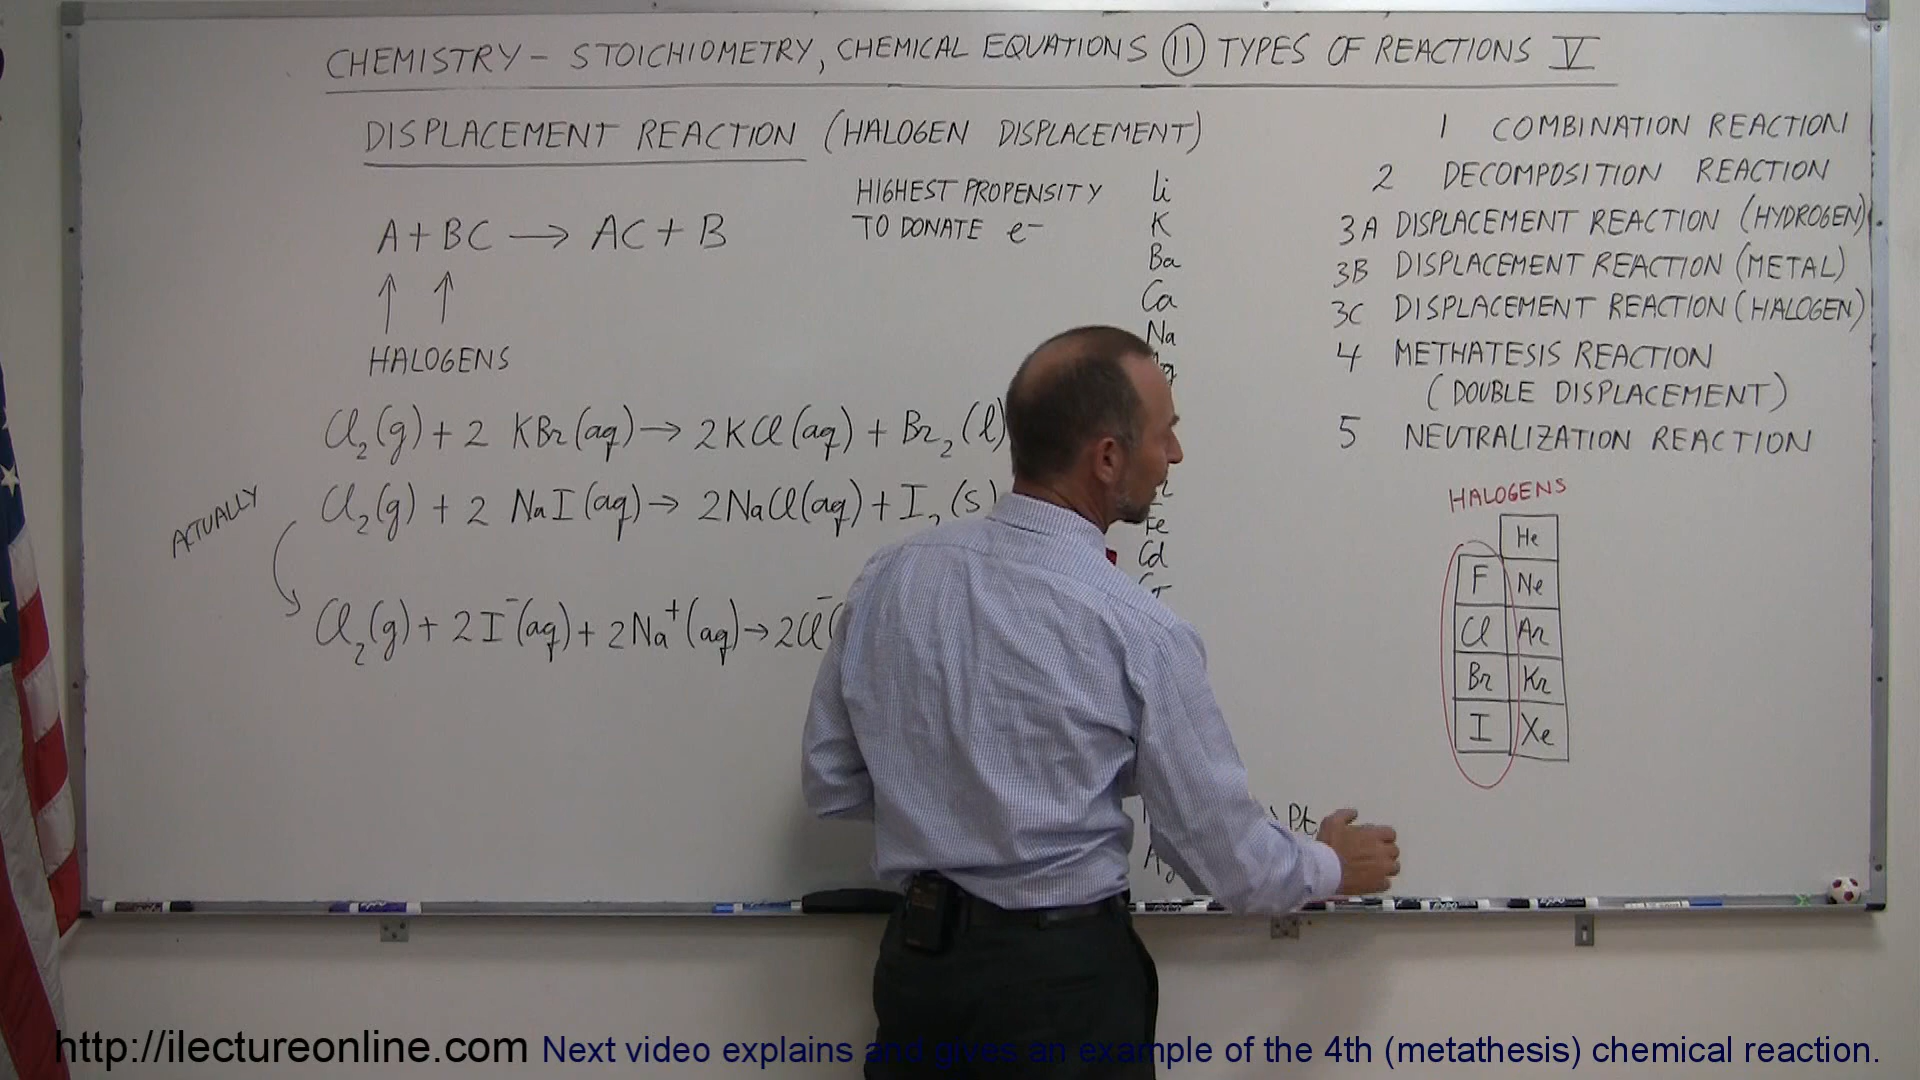 CHEMISTRY – STOICHIOMETRY, CHEMICAL EQUATIONS ⑪ TYPES OF REACTIONS V
DISPLACEMENT REACTION (HALOGEN DISPLACEMENT)
A + BC → AC + B
↑ ↑
HALOGENS
Cl₂(g) + 2 KBr(aq) → 2KCl(aq) + Br₂(l)
Cl₂(g) + 2 NaI(aq) → 2NaCl(aq) + I₂(s)
ACTUALLY
Cl₂(g) + 2I⁻(aq) + 2Na⁺(aq) → 2Cl⁻(
HIGHEST PROPENSITY
TO DONATE e⁻
Li
K
Ba
Ca
Na
Fe
Cd
Pt
1 COMBINATION REACTION
2 DECOMPOSITION REACTION
3A DISPLACEMENT REACTION (HYDROGEN)
3B DISPLACEMENT REACTION (METAL)
3C DISPLACEMENT REACTION (HALOGEN)
4 METHATESIS REACTION
(DOUBLE DISPLACEMENT)
5 NEUTRALIZATION REACTION
HALOGENS
He
F Ne
Cl Ar
Br Kr
I Xe
http://ilectureonline.com Next video explains and gives an example of the 4th (metathesis) chemical reaction.